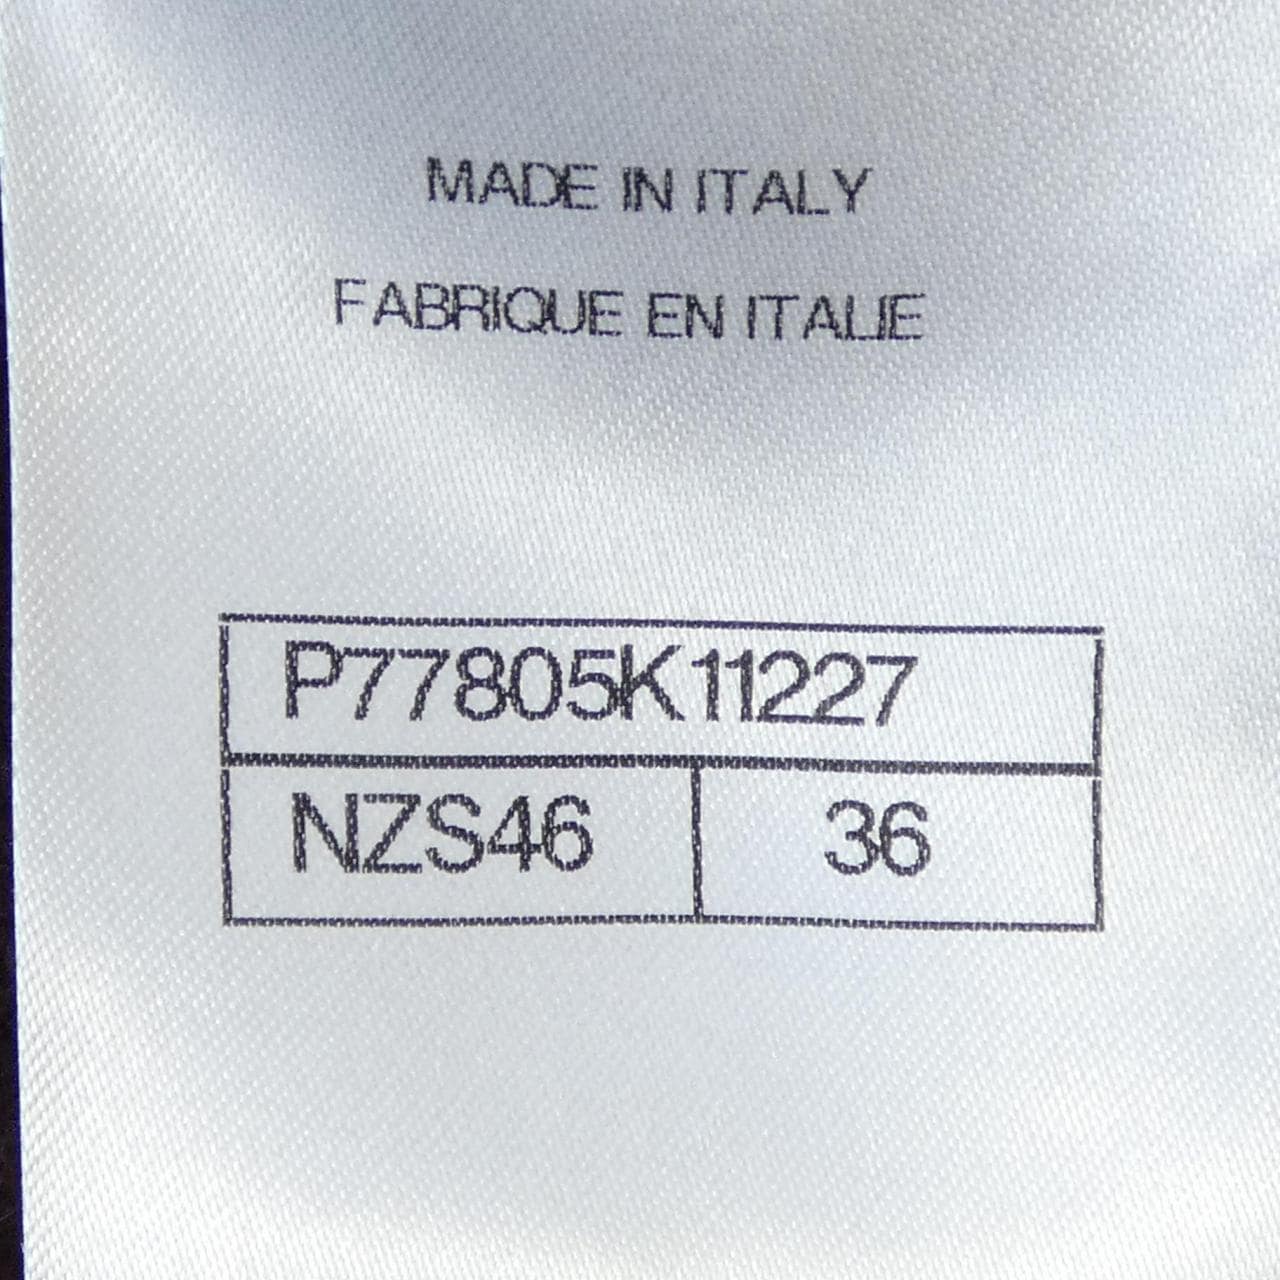 MADE IN ITALY
FABRIQUE EN ITALIE
P77805K11227
NZS46 36